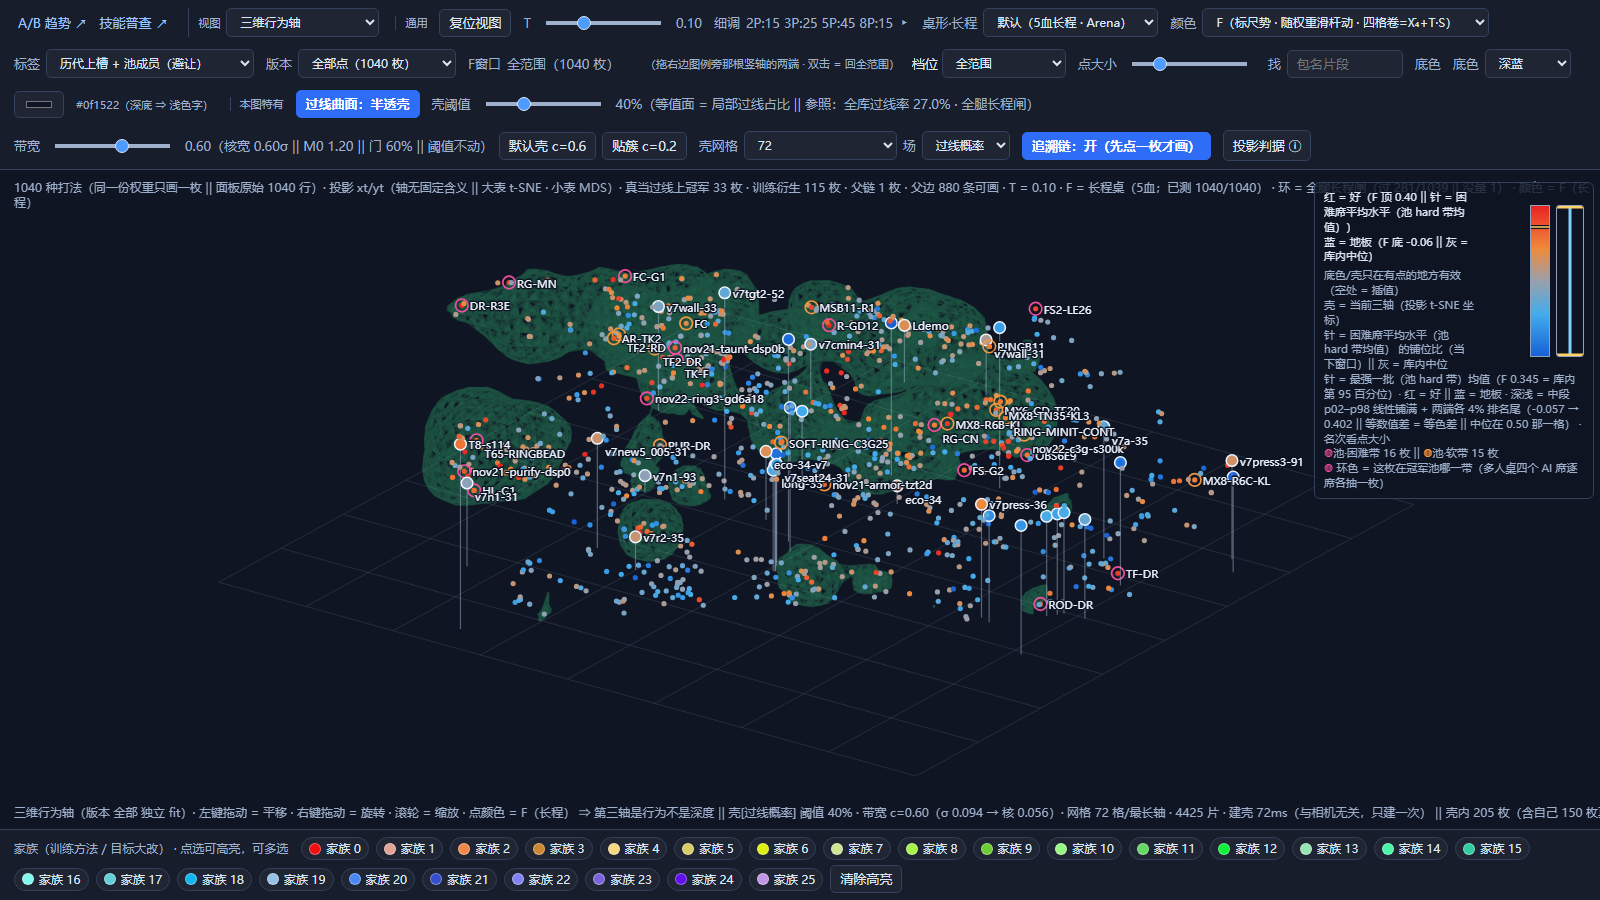 A/B 趋势 ↗ 技能普查 ↗ 视图 三维行为轴 通用 复位视图 T 0.10 细调 2P:15 3P:25 5P:45 8P:15 ▸ 桌形·长程 默认（5血长程 · Arena） 颜色 F（标尺势 · 随权重滑杆动 · 四格卷=X₄+T·S）
标签 历代上槽 + 池成员（避让） 版本 全部点（1040 枚） F窗口 全范围（1040 枚） （拖右边图例旁那根竖轴的两端 · 双击 = 回全范围） 档位 全范围 点大小 找 包名片段 底色 底色 深蓝
#0f1522（深底 ⇒ 浅色字） 本图特有 过线曲面：半透壳 壳阈值 40%（等值面 = 局部过线占比 || 参照：全库过线率 27.0% · 全腿长程闸）
带宽 0.60（核宽 0.60σ || M0 1.20 || 门 60% || 阈值不动） 默认壳 c=0.6 贴簇 c=0.2 壳网格 72 场 过线概率 追溯链：开（先点一枚才画） 投影判据 ⓘ
1040 种打法（同一份权重只画一枚 || 面板原始 1040 行）· 投影 xt/yt（轴无固定含义 || 大表 t-SNE · 小表 MDS）· 真当过线上冠军 33 枚 · 训练衍生 115 枚 · 父链 1 枚 · 父边 880 条可画 · T = 0.10 · F = 长程桌（5血；已测 1040/1040）· 环 = 全
程）
红 = 好（F 顶 0.40 || 针 = 困
难席平均水平（池 hard 带均
值））
蓝 = 地板（F 底 -0.06 || 灰 =
库内中位）
底色/壳只在有点的地方有效
（空处 = 插值）
壳 = 当前三轴（投影 t-SNE 坐
标）
针 = 困难席平均水平（池
hard 带均值）的铺位比（当
下窗口）|| 灰 = 库内中位
针 = 最强一批（池 hard 带）均值（F 0.345 = 库内
第 95 百分位）· 红 = 好 || 蓝 = 地板 · 深浅 = 中段
p02–p98 线性铺满 + 两端各 4% 排名尾（-0.057 →
0.402 || 等数值差 = 等色差 || 中位在 0.50 那一格）·
名次看点大小
池·困难带 16 枚 || 池·软带 15 枚
环色 = 这枚在冠军池哪一带（多人桌四个 AI 席逐
席各抽一枚）
RG-MN
FC-G1
DR-R3E
v7tgt2-52
v7wall-33
MSB11-R1
FS2-LE26
FC
R-GD12
Ldemo
AR-TK2
TF2-RD
nov21-taunt-dsp0b
v7cmin4-31
PINGB11
v7wall-31
TF2-DR
TK-F
nov22-ring3-gd6a18
MX8-TN35-KL3
MX8-R6B-KL
RING-MINIT-CONT
RG-CN
T8-s114
T65-RINGBEAD
PUR-DR
v7new5_005-31
SOFT-RING-C3G25
v7a-35
nov22-c3g-s300k
OBS6E9
nov21-purify-dsp0
v7n1-93
eco-34-v7
v7seat24-31
FS-G2
v7press3-91
MX8-R6C-KL
HL-G1
v7n1-31
long-33
nov21-armor-tzt2d
eco-34
v7press-36
v7r2-35
TF-DR
ROD-DR
三维行为轴（版本 全部 独立 fit）· 左键拖动 = 平移 · 右键拖动 = 旋转 · 滚轮 = 缩放 · 点颜色 = F（长程） ⇒ 第三轴是行为不是深度 || 壳[过线概率] 阈值 40% · 带宽 c=0.60（σ 0.094 → 核 0.056）· 网格 72 格/最长轴 · 4425 片 · 建壳 72ms（与相机无关，只建一次） || 壳内 205 枚（含自己 150 枚
家族（训练方法 / 目标大改）· 点选可高亮，可多选 家族 0 家族 1 家族 2 家族 3 家族 4 家族 5 家族 6 家族 7 家族 8 家族 9 家族 10 家族 11 家族 12 家族 13 家族 14 家族 15
家族 16 家族 17 家族 18 家族 19 家族 20 家族 21 家族 22 家族 23 家族 24 家族 25 清除高亮